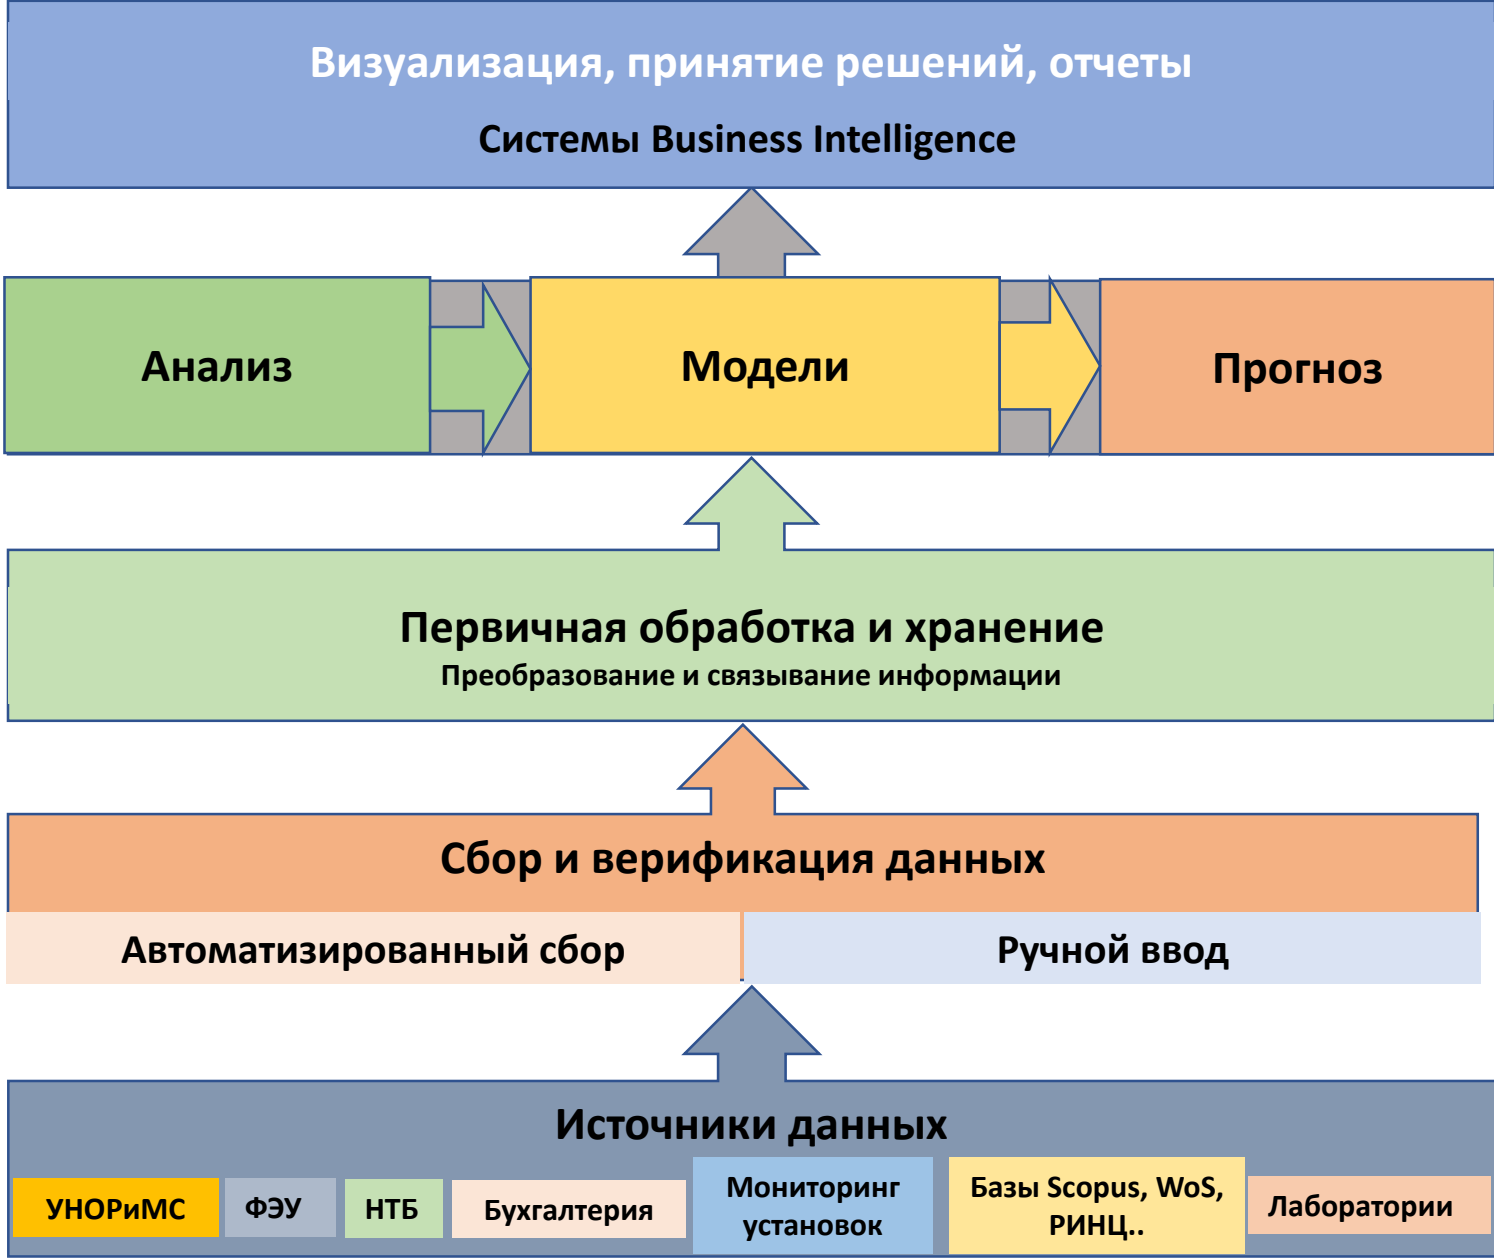 Визуализация, принятие решений, отчеты
Системы Business Intelligence
Анализ
Модели
Прогноз
Первичная обработка и хранение
Преобразование и связывание информации
Сбор и верификация данных
Автоматизированный сбор
Ручной ввод
Источники данных
УНОРиМС
ФЭУ
НТБ
Бухгалтерия
Мониторинг
установок
Базы Scopus, WoS,
РИНЦ..
Лаборатории